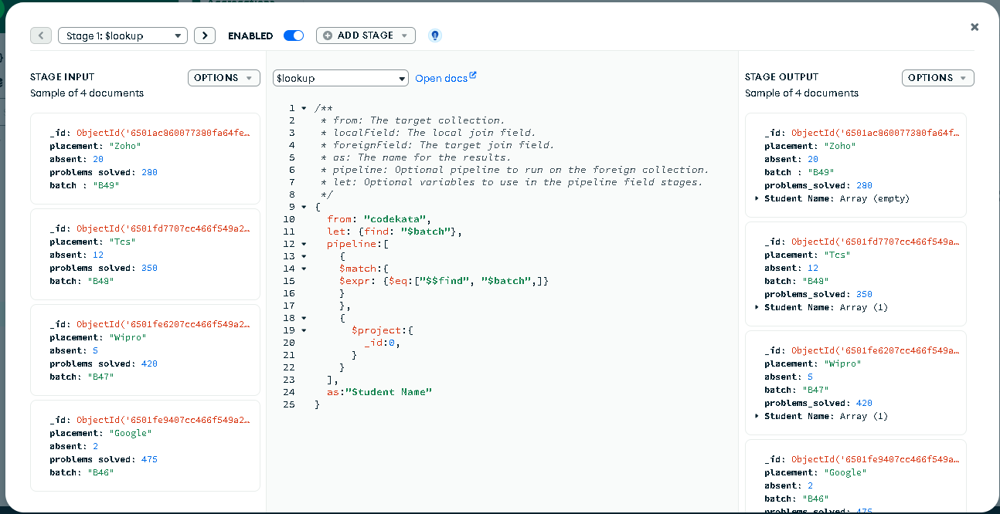 Stage 1: $lookup
ENABLED
ADD STAGE
STAGE INPUT
OPTIONS
Sample of 4 documents
_id: ObjectId('6501ac860077380fa64fe…
placement: "Zoho"
absent: 20
problems solved: 280
batch : "B49"
_id: ObjectId('6501fd7707cc466f549a2…
placement: "Tcs"
absent: 12
problems solved: 350
batch: "B48"
_id: ObjectId('6501fe6207cc466f549a2…
placement: "Wipro"
absent: 5
problems solved: 420
batch: "B47"
_id: ObjectId('6501fe9407cc466f549a2…
placement: "Google"
absent: 2
problems solved: 475
batch: "B46"
$lookup
Open docs
1 /**
2 * from: The target collection.
3 * localField: The local join field.
4 * foreignField: The target join field.
5 * as: The name for the results.
6 * pipeline: Optional pipeline to run on the foreign collection.
7 * let: Optional variables to use in the pipeline field stages.
8 */
9 {
10 from: "codekata",
11 let: {find: "$batch"},
12 pipeline:[
13 {
14 $match:{
15 $expr: {$eq:["$$find", "$batch",]}
16 }
17 },
18 {
19 $project:{
20 _id:0,
21 }
22 }
23 ],
24 as:"Student Name"
25 }
STAGE OUTPUT
OPTIONS
Sample of 4 documents
_id: ObjectId('6501ac860077380fa64f…
placement: "Zoho"
absent: 20
batch : "B49"
problems_solved: 280
Student Name: Array (empty)
_id: ObjectId('6501fd7707cc466f549a…
placement: "Tcs"
absent: 12
batch: "B48"
problems_solved: 350
Student Name: Array (1)
_id: ObjectId('6501fe6207cc466f549a…
placement: "Wipro"
absent: 5
batch: "B47"
problems_solved: 420
Student Name: Array (1)
_id: ObjectId('6501fe9407cc466f549a…
placement: "Google"
absent: 2
batch: "B46"
problems_solved: 475